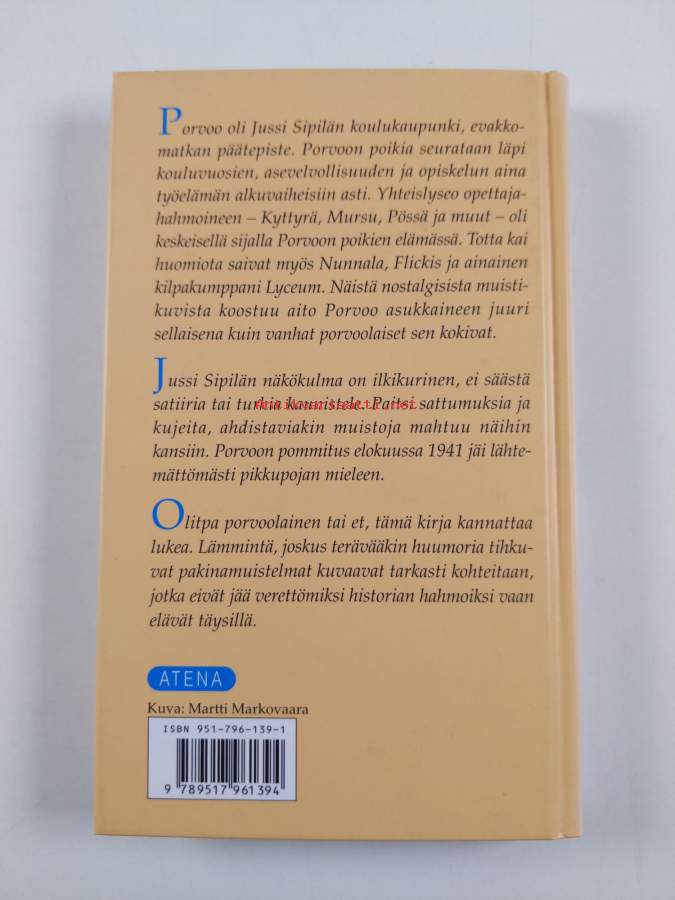 Porvoo oli Jussi Sipilän koulukaupunki, evakko-
matkan päätepiste. Porvoon poikia seurataan läpi
kouluvuosien, asevelvollisuuden ja opiskelun aina
työelämän alkuvaiheisiin asti. Yhteislyseo opettaja-
hahmoineen – Kyttyrä, Mursu, Pössä ja muut – oli
keskeisellä sijalla Porvoon poikien elämässä. Totta kai
huomiota saivat myös Nunnala, Flickis ja ainainen
kilpakumppani Lyceum. Näistä nostalgisista muisti-
kuvista koostuu aito Porvoo asukkaineen juuri
sellaisena kuin vanhat porvoolaiset sen kokivat.
Jussi Sipilän näkökulma on ilkikurinen, ei säästä
satiiria tai turhia kaunistele. Paitsi sattumuksia ja
kujeita, ahdistaviakin muistoja mahtuu näihin
kansiin. Porvoon pommitus elokuussa 1941 jäi lähte-
mättömästi pikkupojan mieleen.
Olitpa porvoolainen tai et, tämä kirja kannattaa
lukea. Lämmintä, joskus terävääkin huumoria tihku-
vat pakinamuistelmat kuvaavat tarkasti kohteitaan,
jotka eivät jää verettömiksi historian hahmoiksi vaan
elävät täysillä.
ATENA
Kuva: Martti Markovaara
ISBN 951-796-139-1
9 789517 961394